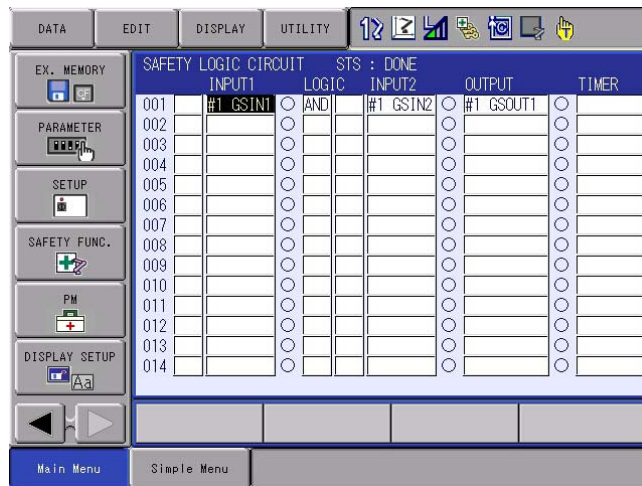 DATA EDIT DISPLAY UTILITY
EX. MEMORY
CF
PARAMETER
SETUP
SAFETY FUNC.
PM
DISPLAY SETUP
Aa
SAFETY LOGIC CIRCUIT STS : DONE
INPUT1 LOGIC INPUT2 OUTPUT TIMER
001 #1 GSIN1 AND #1 GSIN2 #1 GSOUT1
002
003
004
005
006
007
008
009
010
011
012
013
014
Main Menu Simple Menu